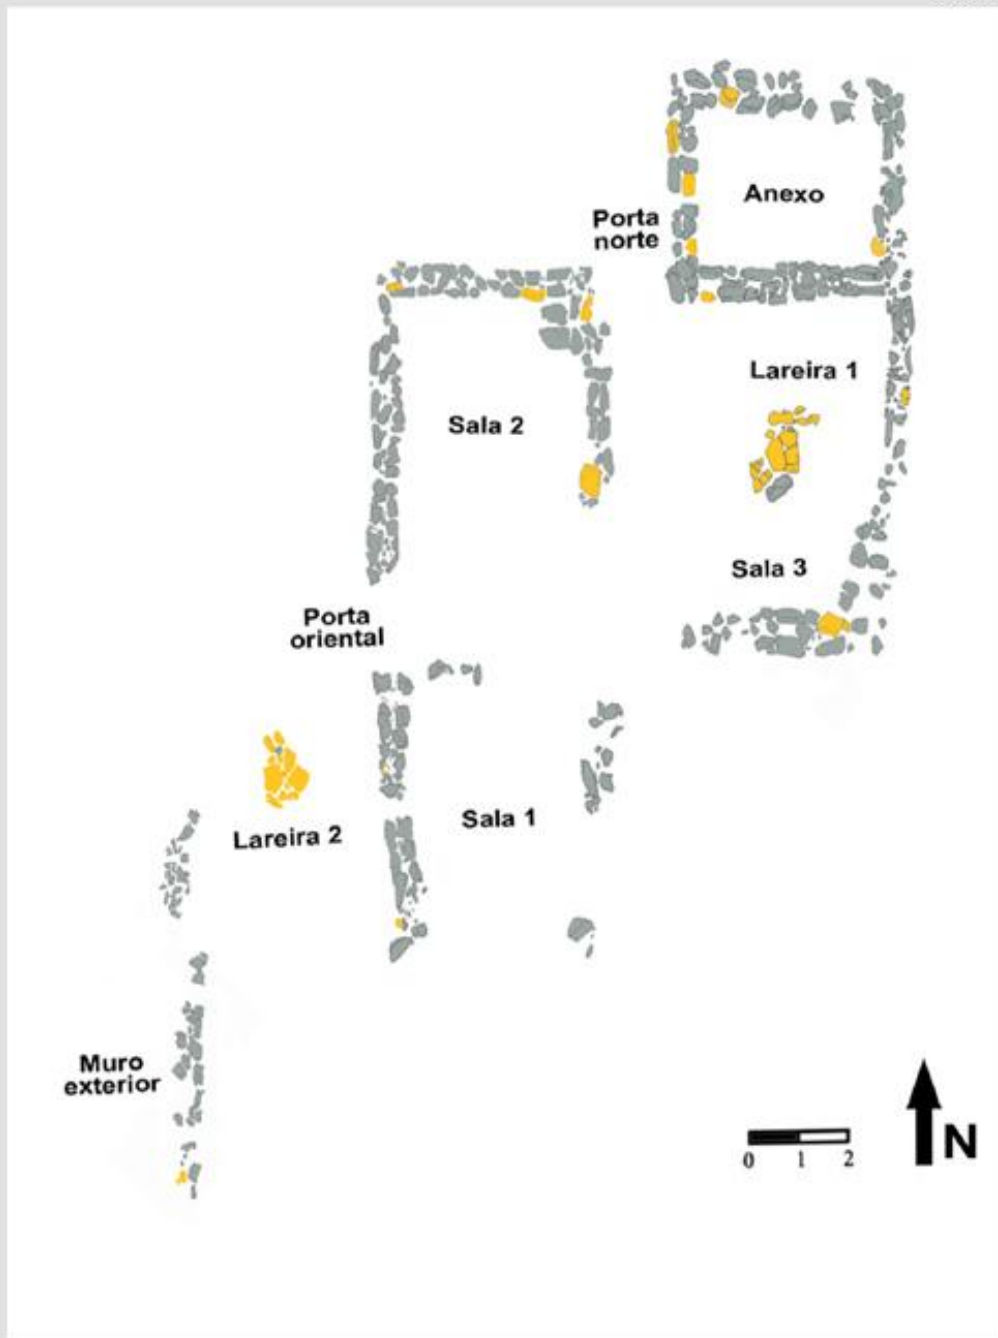 Anexo
Porta
norte
Lareira 1
Sala 2
Sala 3
Porta
oriental
Sala 1
Lareira 2
Muro
exterior
0 1 2
N